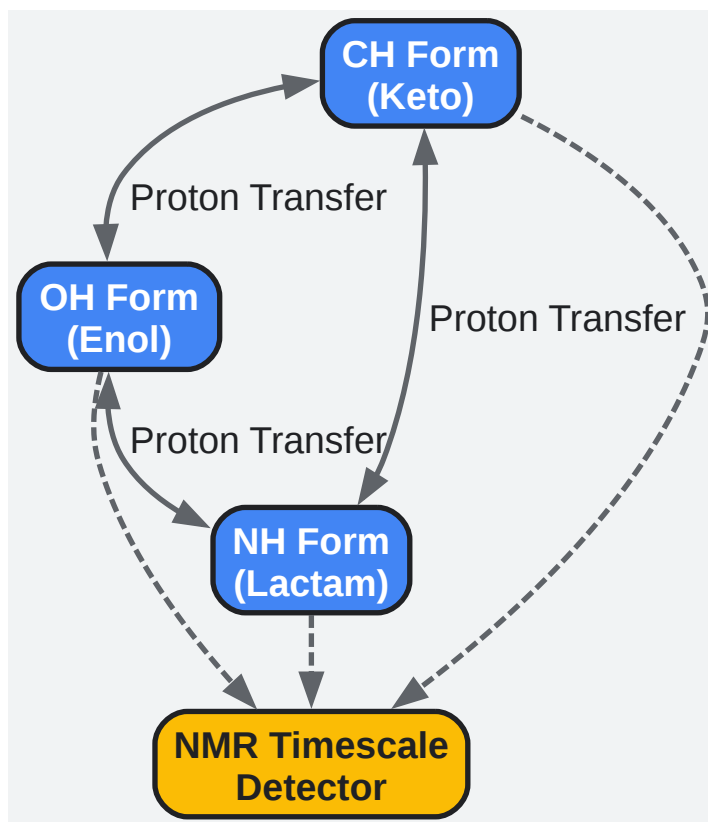 CH Form
(Keto)
Proton Transfer
OH Form
(Enol)
Proton Transfer
Proton Transfer
NH Form
(Lactam)
NMR Timescale
Detector